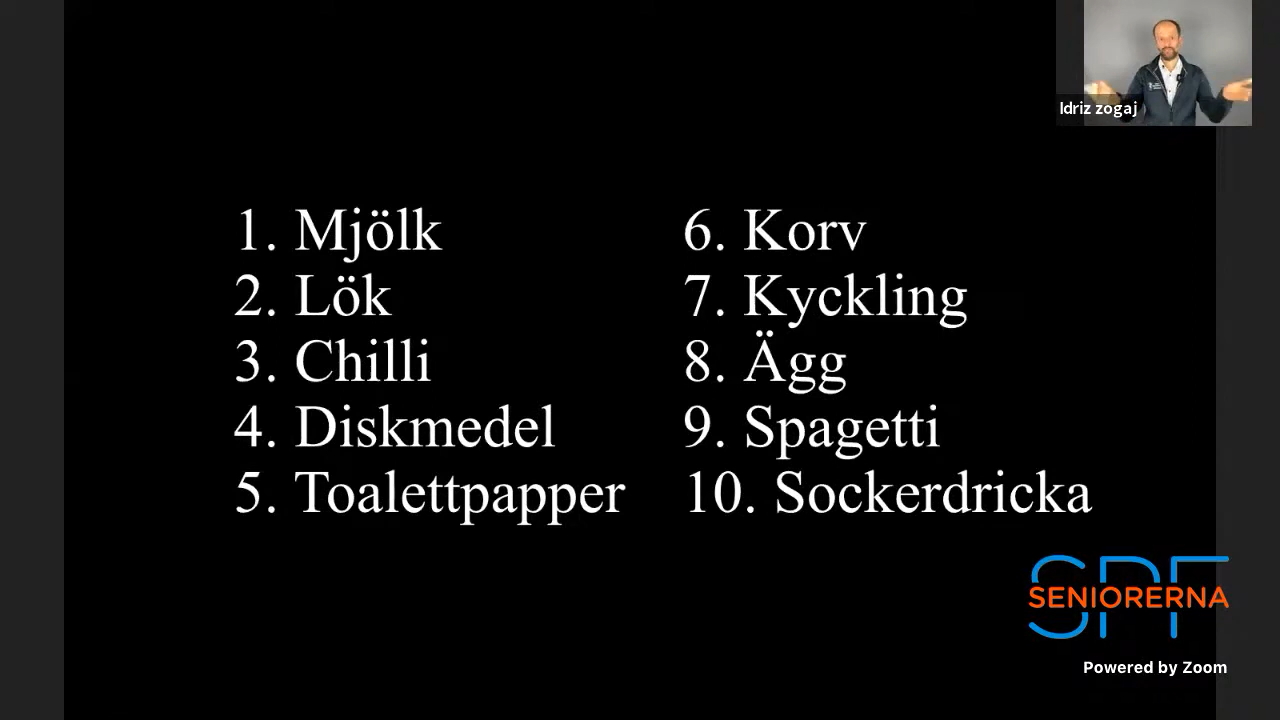 Idriz zogaj
1. Mjölk
2. Lök
3. Chilli
4. Diskmedel
5. Toalettpapper
6. Korv
7. Kyckling
8. Ägg
9. Spagetti
10. Sockerdricka
SPF
SENIORERNA
Powered by Zoom